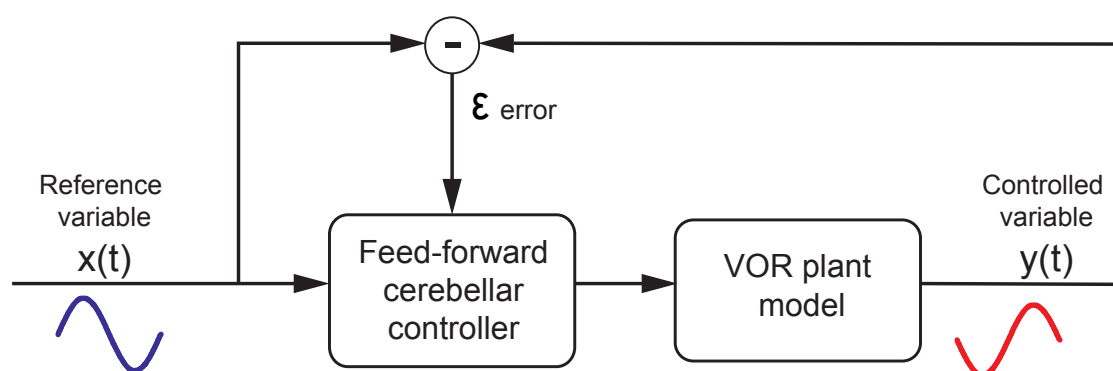 -
ε error
Reference
variable
x(t)
Feed-forward
cerebellar
controller
VOR plant
model
Controlled
variable
y(t)